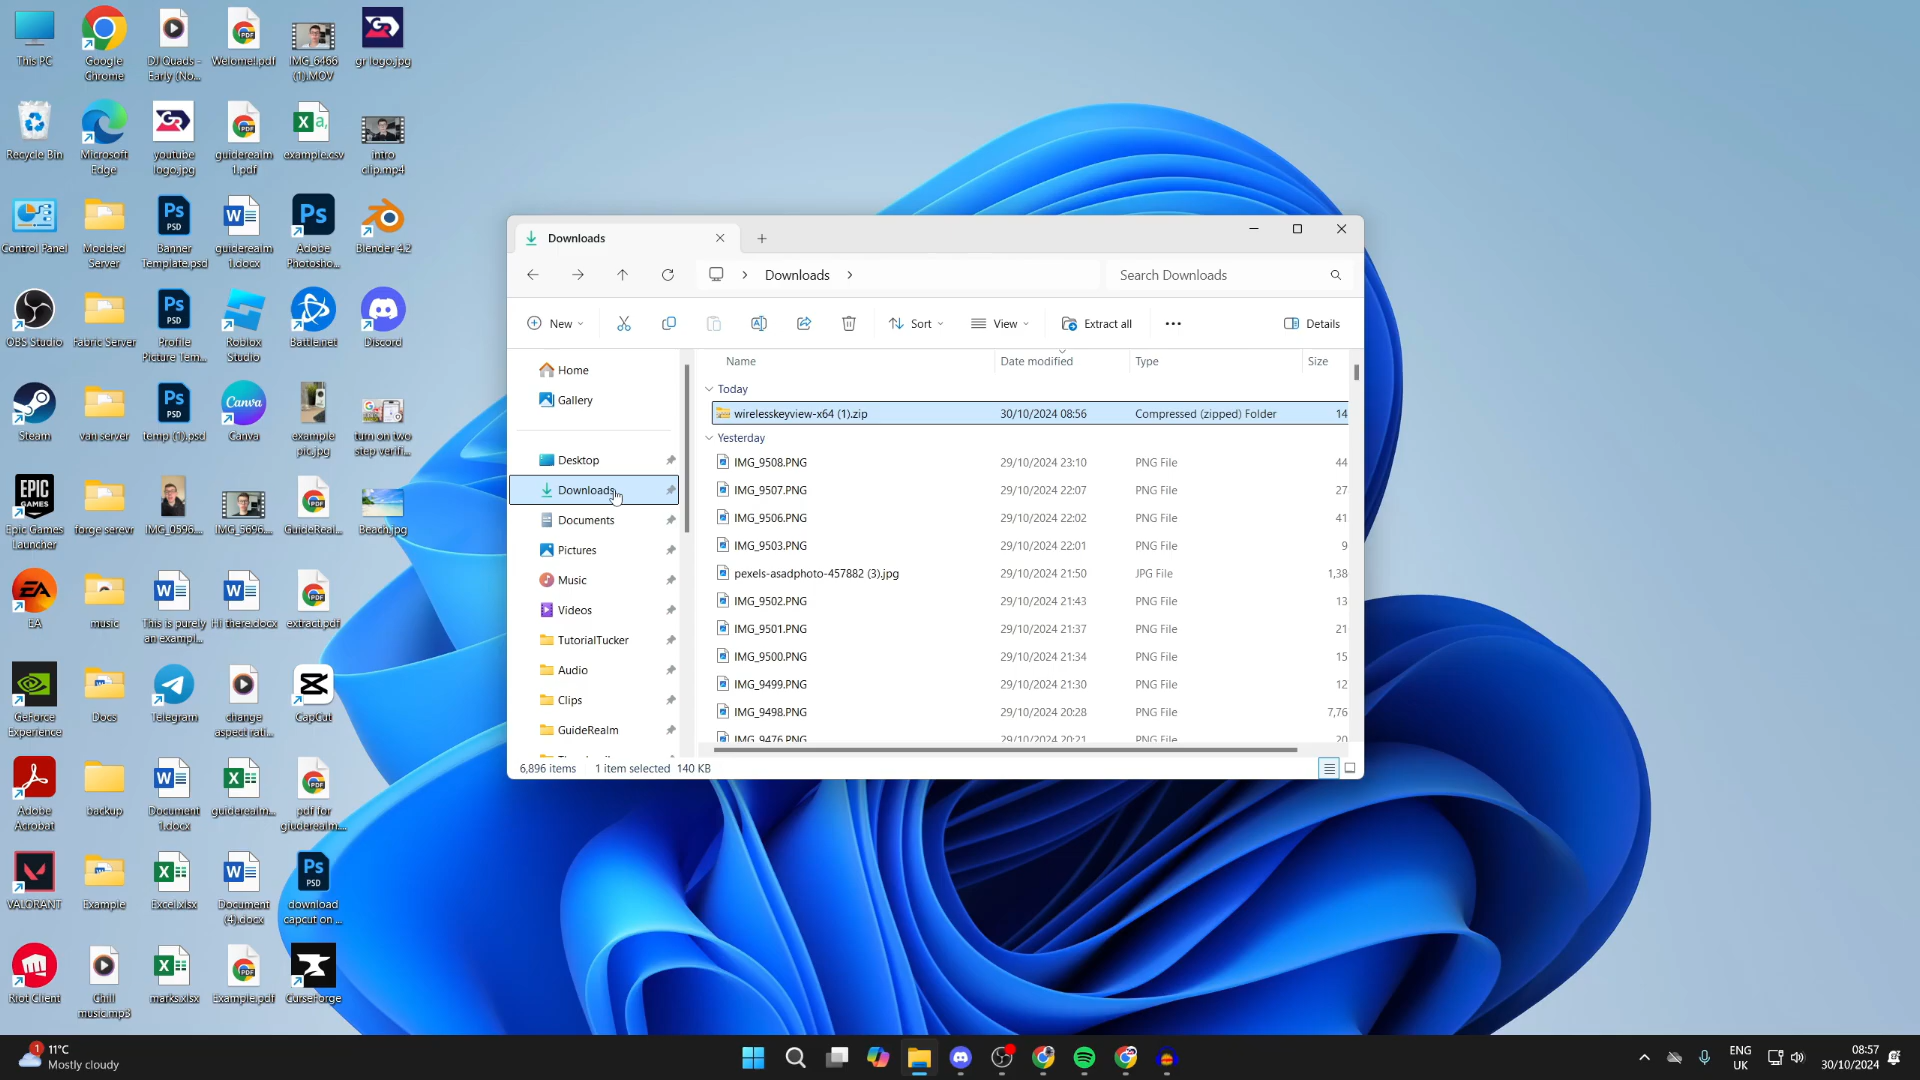 This PC
Google
Chrome
DJ Quads -
Early (No...
Welome!.pdf
IMG_6466
(1).MOV
gr logo.jpg
Recycle Bin
Microsoft
Edge
youtube
logo.jpg
guiderealm
1.pdf
example.csv
intro
clip.mp4
Control Panel
Modded
Server
Banner
Template.psd
guiderealm
1.docx
Adobe
Photosho...
Blender 4.2
OBS Studio
Fabric Server
Profile
Picture Tem...
Roblox
Studio
Battle.net
Discord
Steam
van server
temp (1).psd
Canva
example
pic.jpg
turn on two
step verifi...
Epic Games
Launcher
forge serevr
IMG_0596...
IMG_5696...
GuideReal...
Beach.jpg
EA
music
This is purely
an exampl...
Hi there.docx
extract.pdf
GeForce
Experience
Docs
Telegram
change
aspect rati...
CapCut
Adobe
Acrobat
backup
Document
1.docx
guiderealm...
pdf for
giuderealm...
VALORANT
Example
Excel.xlsx
Document
(4).docx
download
capcut on ...
Riot Client
Chill
music.mp3
marks.xlsx
Example.pdf
CurseForge
Downloads
Downloads
Search Downloads
New
Sort
View
Extract all
Details
Home
Gallery
Desktop
Downloads
Documents
Pictures
Music
Videos
TutorialTucker
Audio
Clips
GuideRealm
Name Date modified Type Size
Today
wirelesskeyview-x64 (1).zip 30/10/2024 08:56 Compressed (zipped) Folder 14
Yesterday
IMG_9508.PNG 29/10/2024 23:10 PNG File 44
IMG_9507.PNG 29/10/2024 22:07 PNG File 27
IMG_9506.PNG 29/10/2024 22:02 PNG File 41
IMG_9503.PNG 29/10/2024 22:01 PNG File 9
pexels-asadphoto-457882 (3).jpg 29/10/2024 21:50 JPG File 1,38
IMG_9502.PNG 29/10/2024 21:43 PNG File 13
IMG_9501.PNG 29/10/2024 21:37 PNG File 21
IMG_9500.PNG 29/10/2024 21:34 PNG File 15
IMG_9499.PNG 29/10/2024 21:30 PNG File 12
IMG_9498.PNG 29/10/2024 20:28 PNG File 7,76
IMG_9476.PNG 29/10/2024 20:21 PNG File 20
6,896 items 1 item selected 140 KB
1
11°C
Mostly cloudy
ENG
UK
08:57
30/10/2024